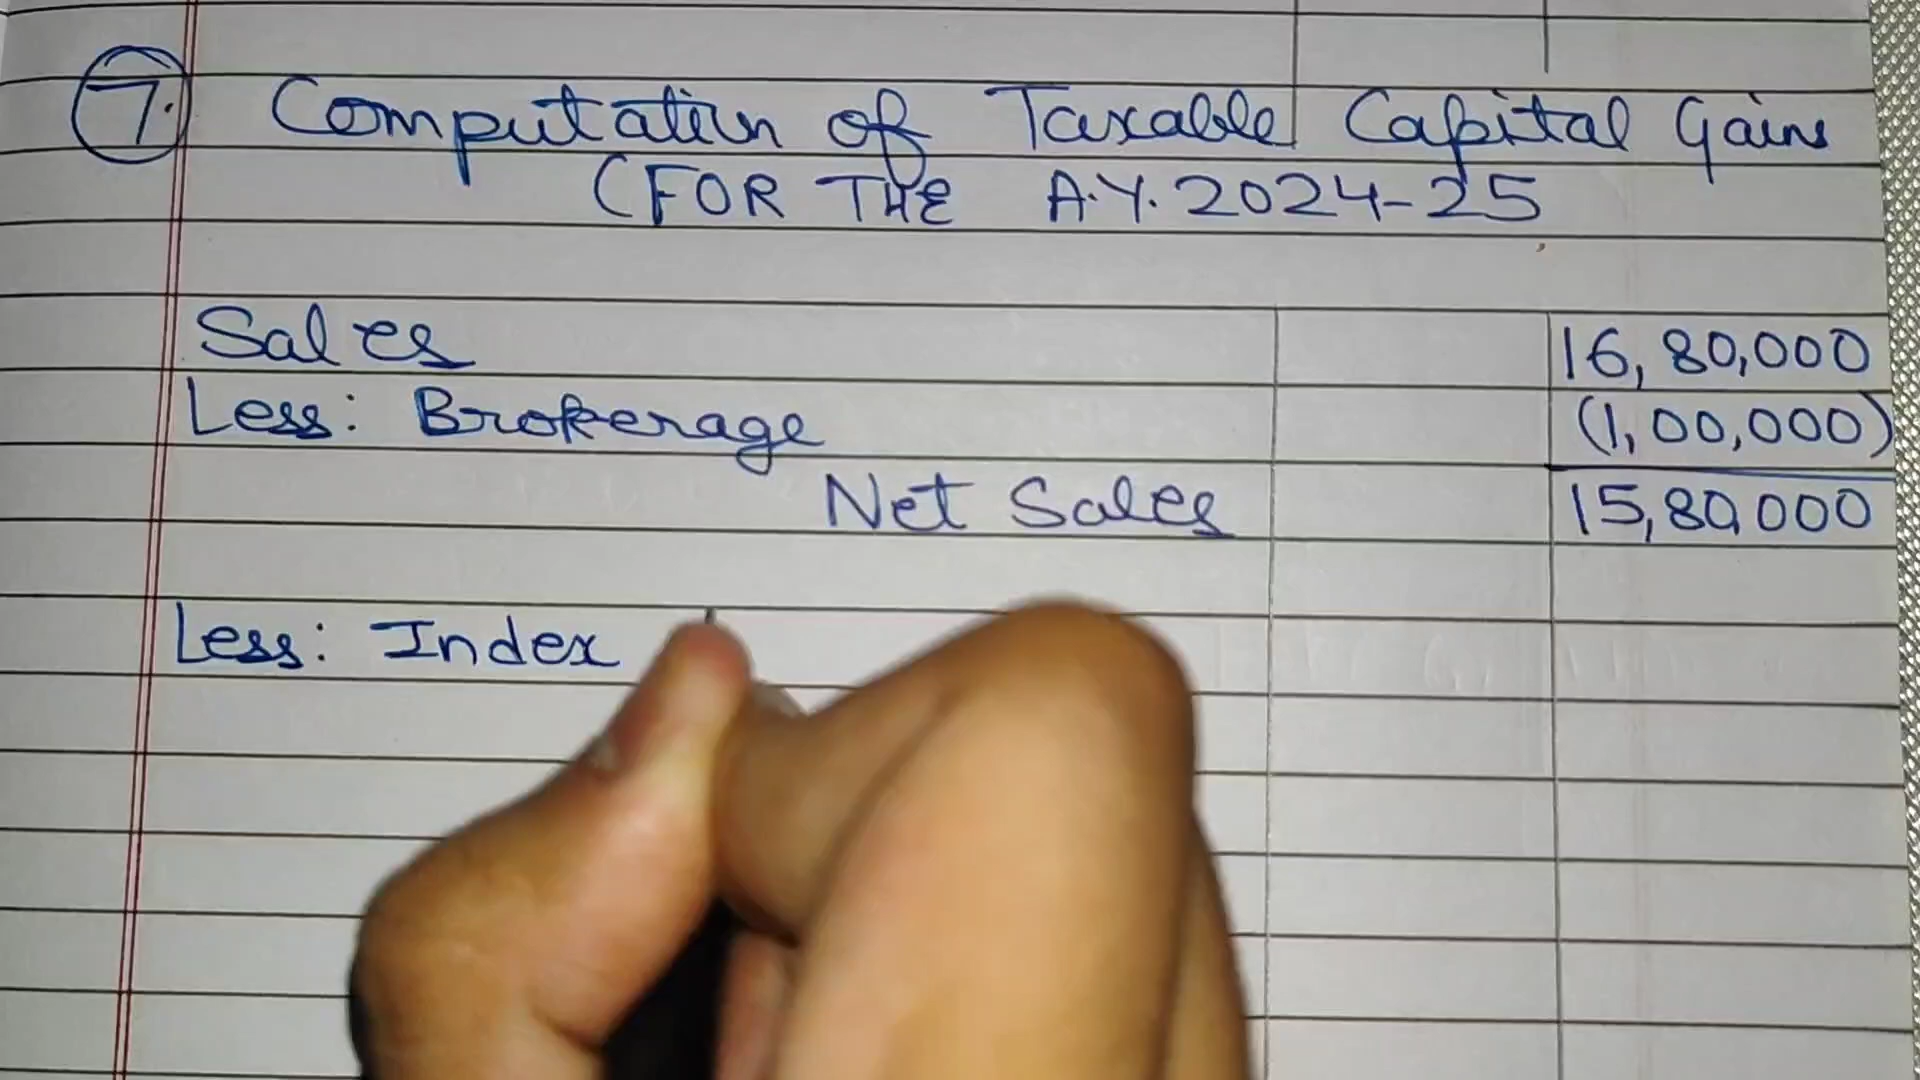 7. Computation of Taxable Capital Gains
(FOR THE A.Y. 2024-25
Sales 16,80,000
Less: Brokerage (1,00,000)
Net Sales 15,80,000
Less: Index